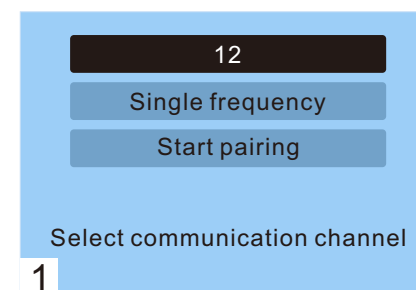 12
Single frequency
Start pairing
Select communication channel
1